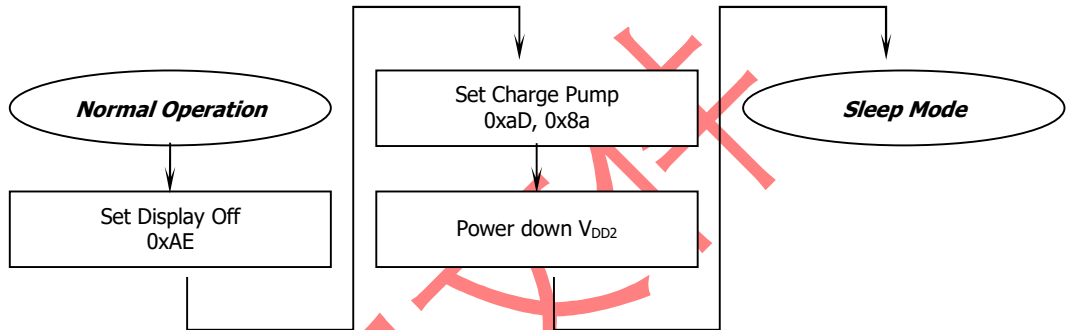 Normal Operation
Set Display Off
0xAE
Set Charge Pump
0xaD, 0x8a
Power down VDD2
Sleep Mode